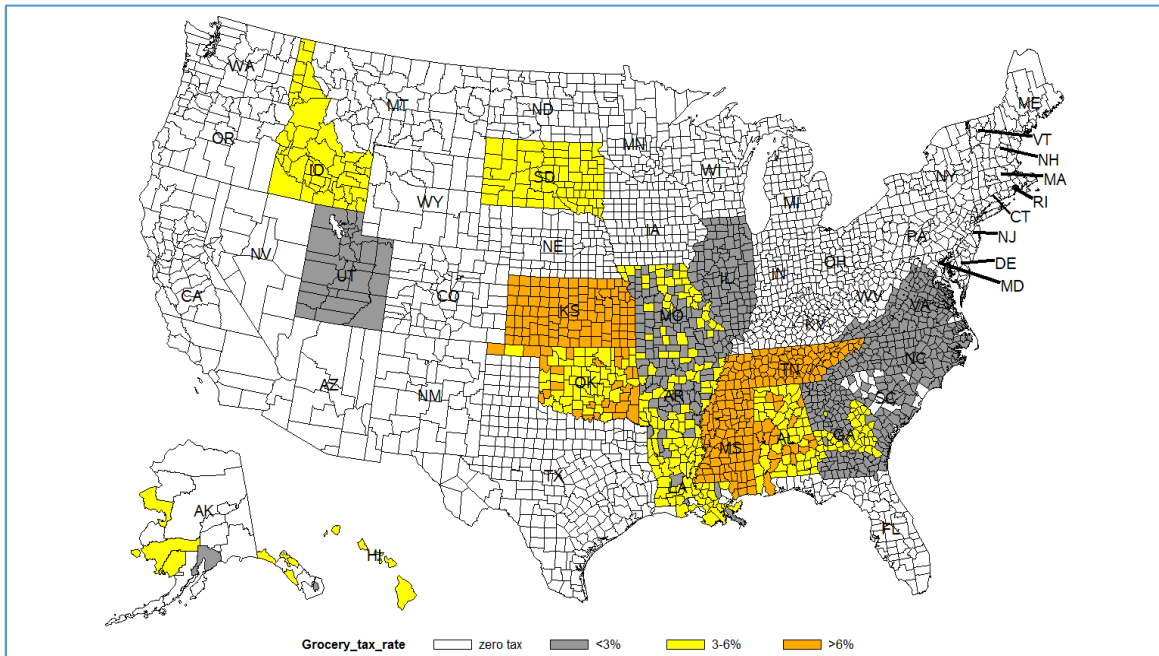 WA
MT
ND
ME
OR
MN
VT
ID
SD
WI
NH
NY
MA
WY
MI
RI
IA
CT
NE
PA
NJ
NV
UT
IL
IN
OH
DE
CO
MD
CA
KS
MO
WV
VA
KY
AZ
NM
OK
TN
NC
AR
SC
MS
AL
GA
TX
LA
AK
FL
HI
Grocery_tax_rate zero tax <3% 3-6% >6%